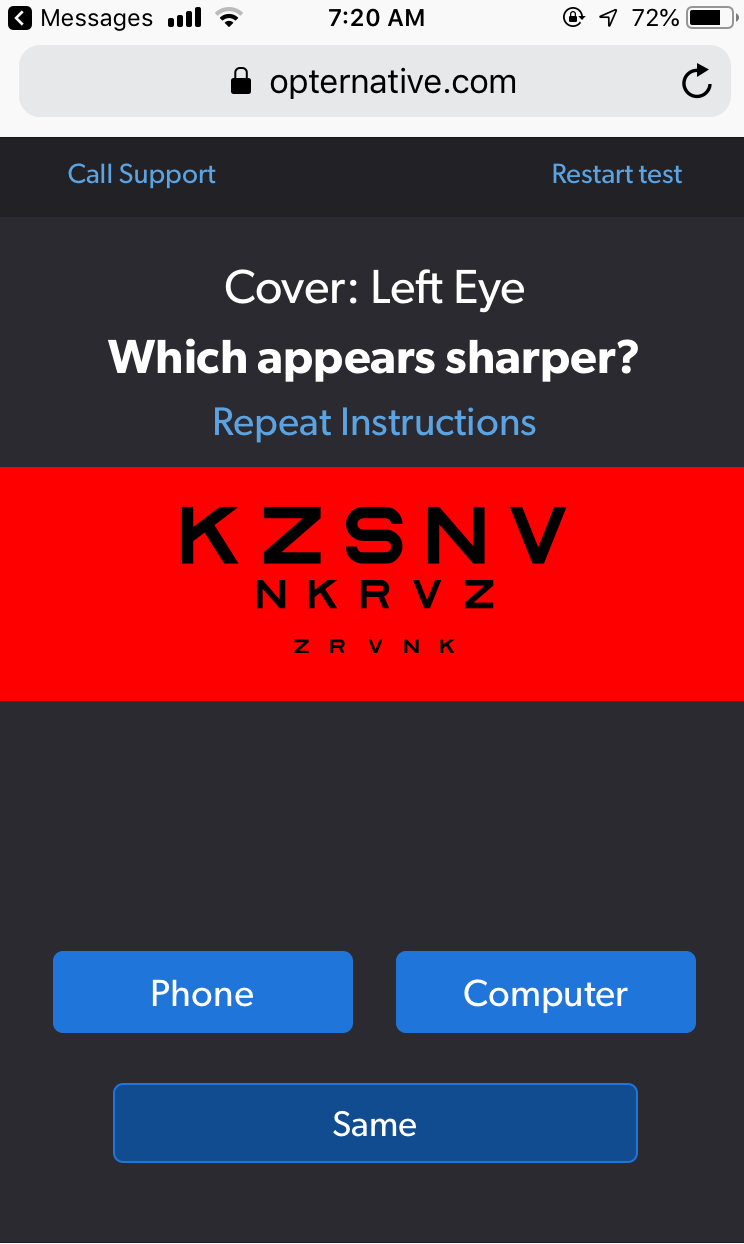 Messages 7:20 AM 72%
opternative.com
Call Support Restart test
Cover: Left Eye
Which appears sharper?
Repeat Instructions
KZSNV
NKRVZ
ZRVNK
Phone Computer
Same